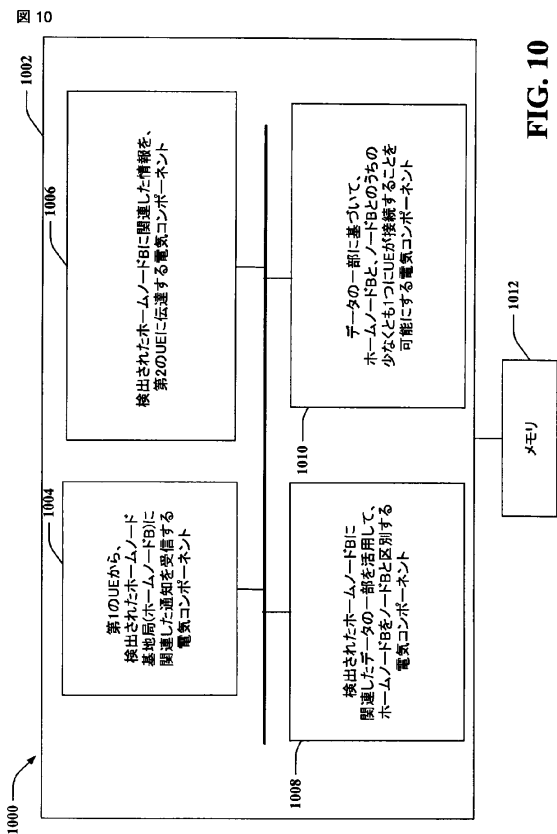 図 10
1000
1002
1004
第1のUEから、
検出されたホームノード
基地局(ホームノードB)に
関連した通知を受信する
電気コンポーネント
1006
検出されたホームノードBに関連した情報を、
第2のUEに伝達する電気コンポーネント
1008
検出されたホームノードBに
関連したデータの一部を活用して、
ホームノードBをノードBと区別する
電気コンポーネント
1010
データの一部に基づいて、
ホームノードBと、ノードBとのうちの
少なくとも1つにUEが接続することを
可能にする電気コンポーネント
1012
メモリ
FIG. 10